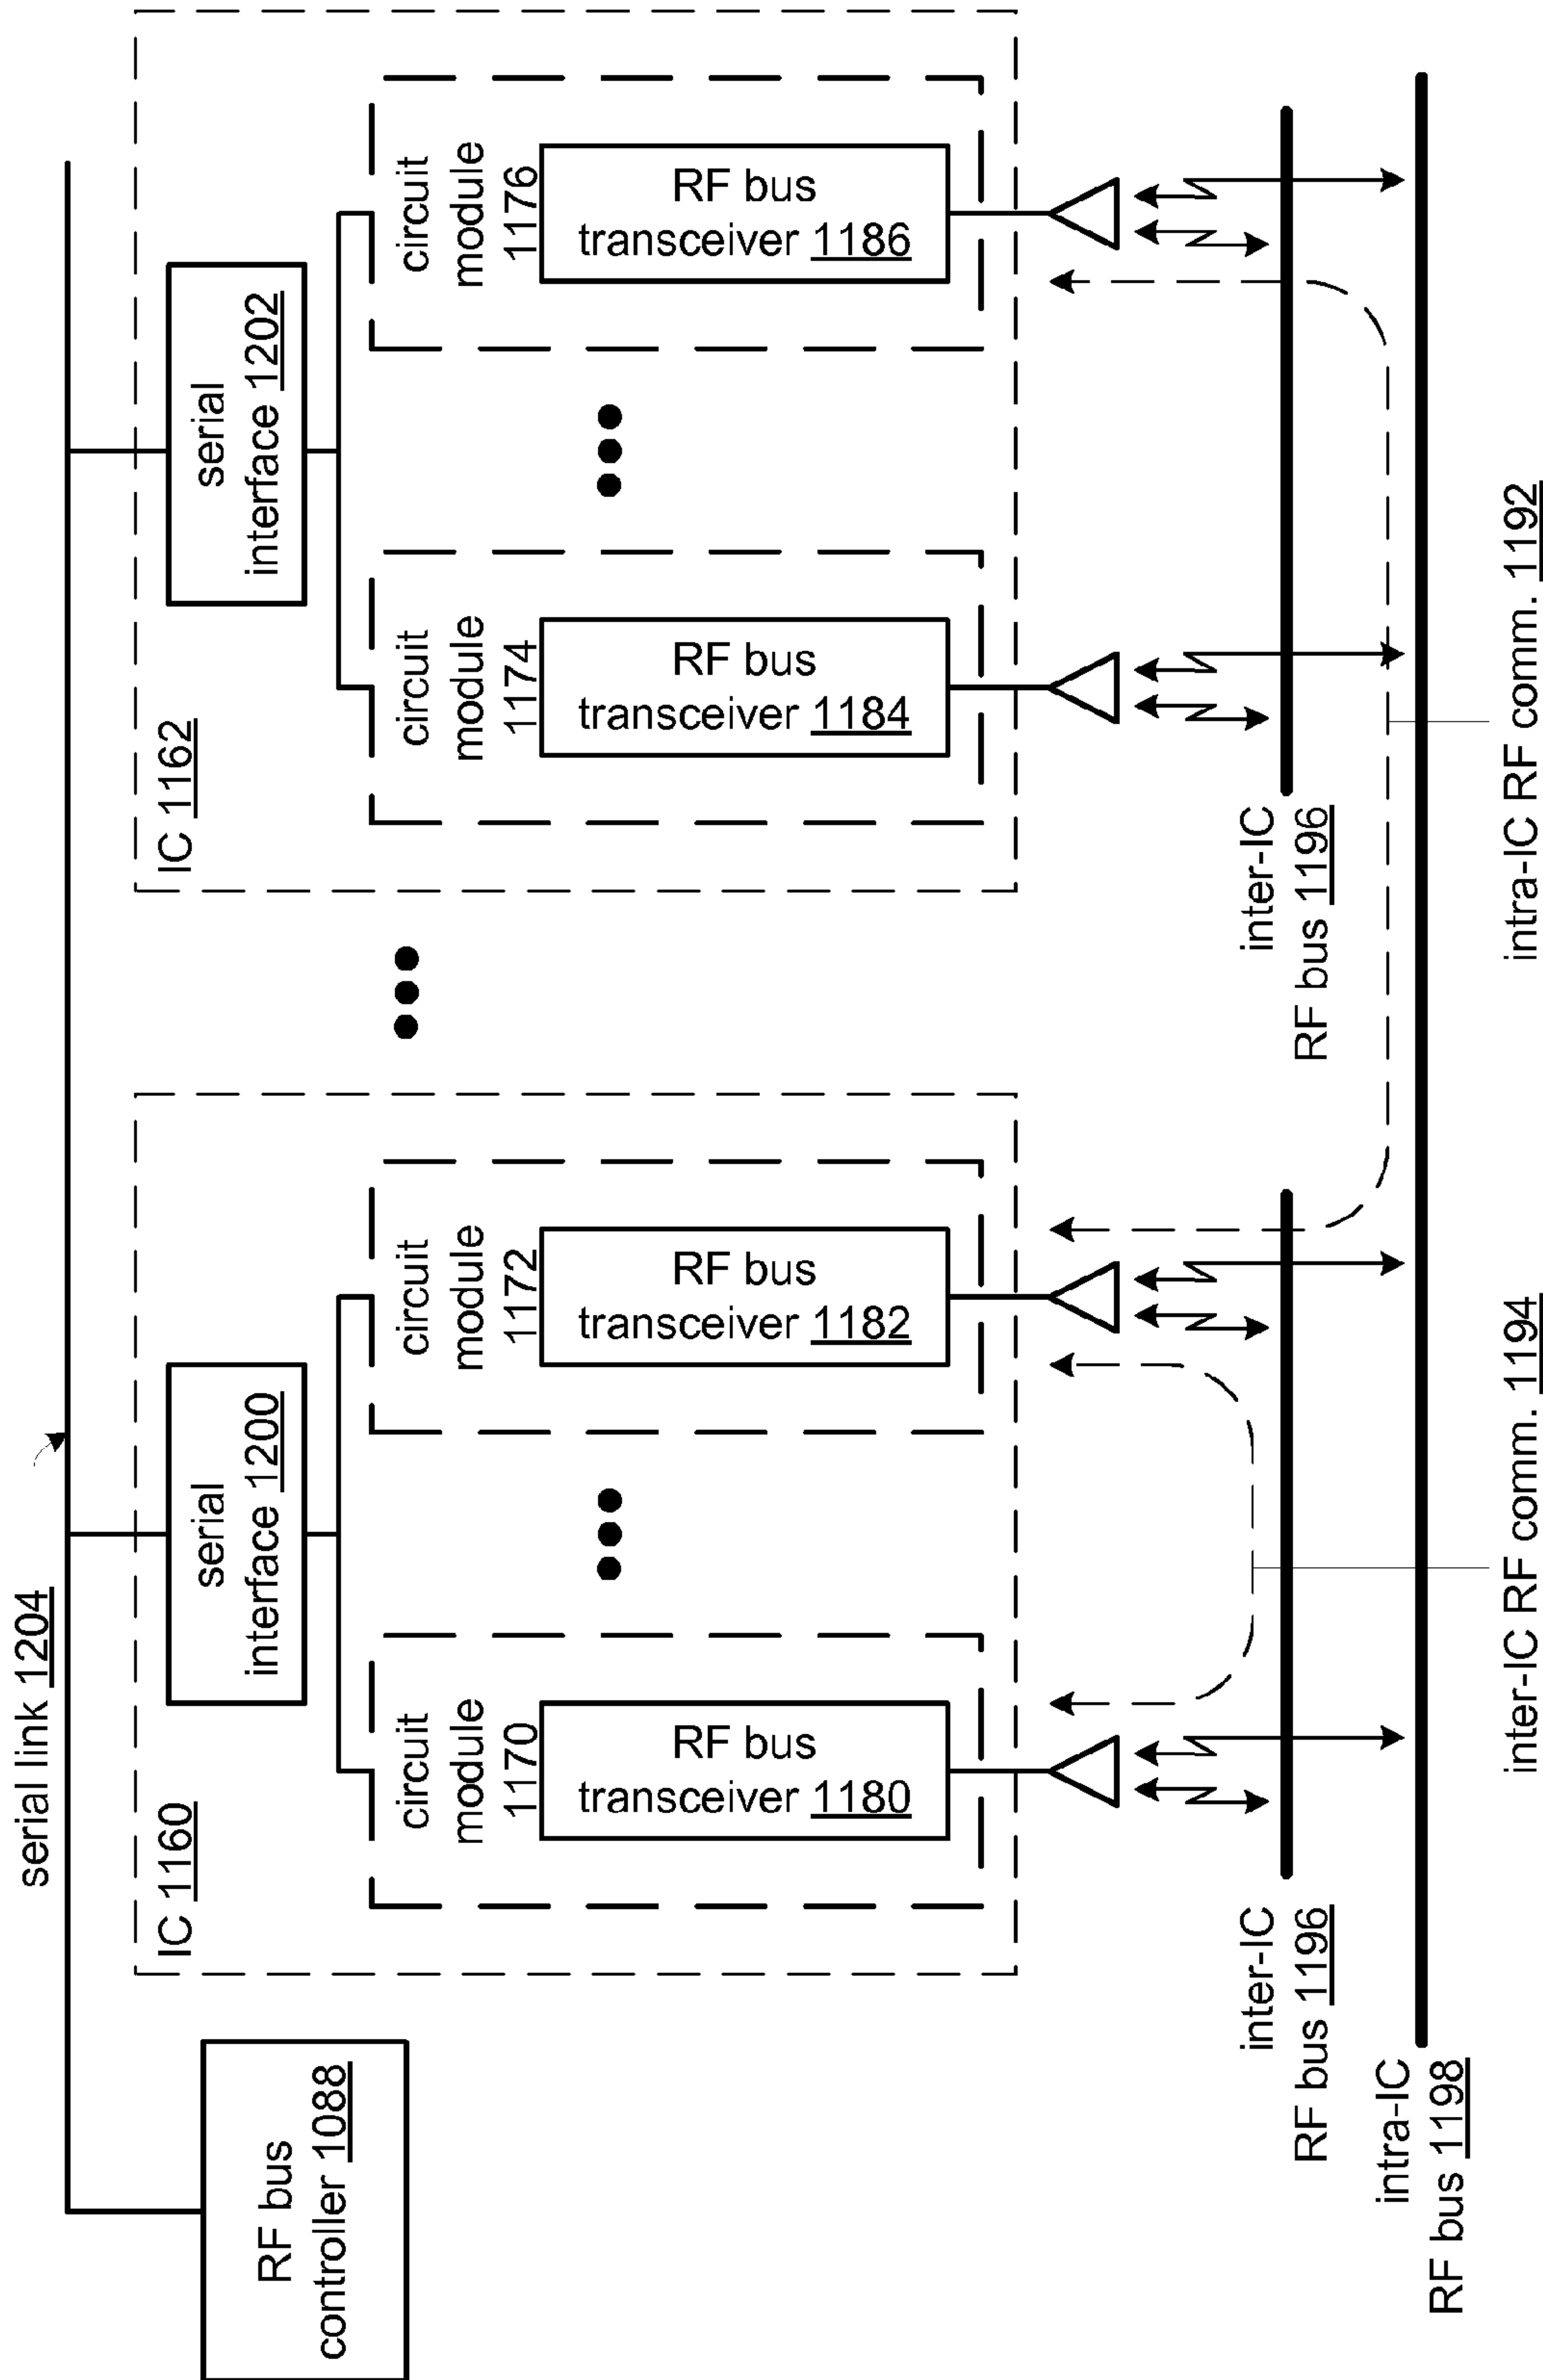 serial link 1204
RF bus
controller 1088
IC 1160
serial
interface 1200
circuit
module
1170
RF bus
transceiver 1180
circuit
module
1172
RF bus
transceiver 1182
IC 1162
serial
interface 1202
circuit
module
1174
RF bus
transceiver 1184
circuit
module
1176
RF bus
transceiver 1186
inter-IC
RF bus 1196
inter-IC
RF bus 1196
intra-IC
RF bus 1198
inter-IC RF comm. 1194
intra-IC RF comm. 1192